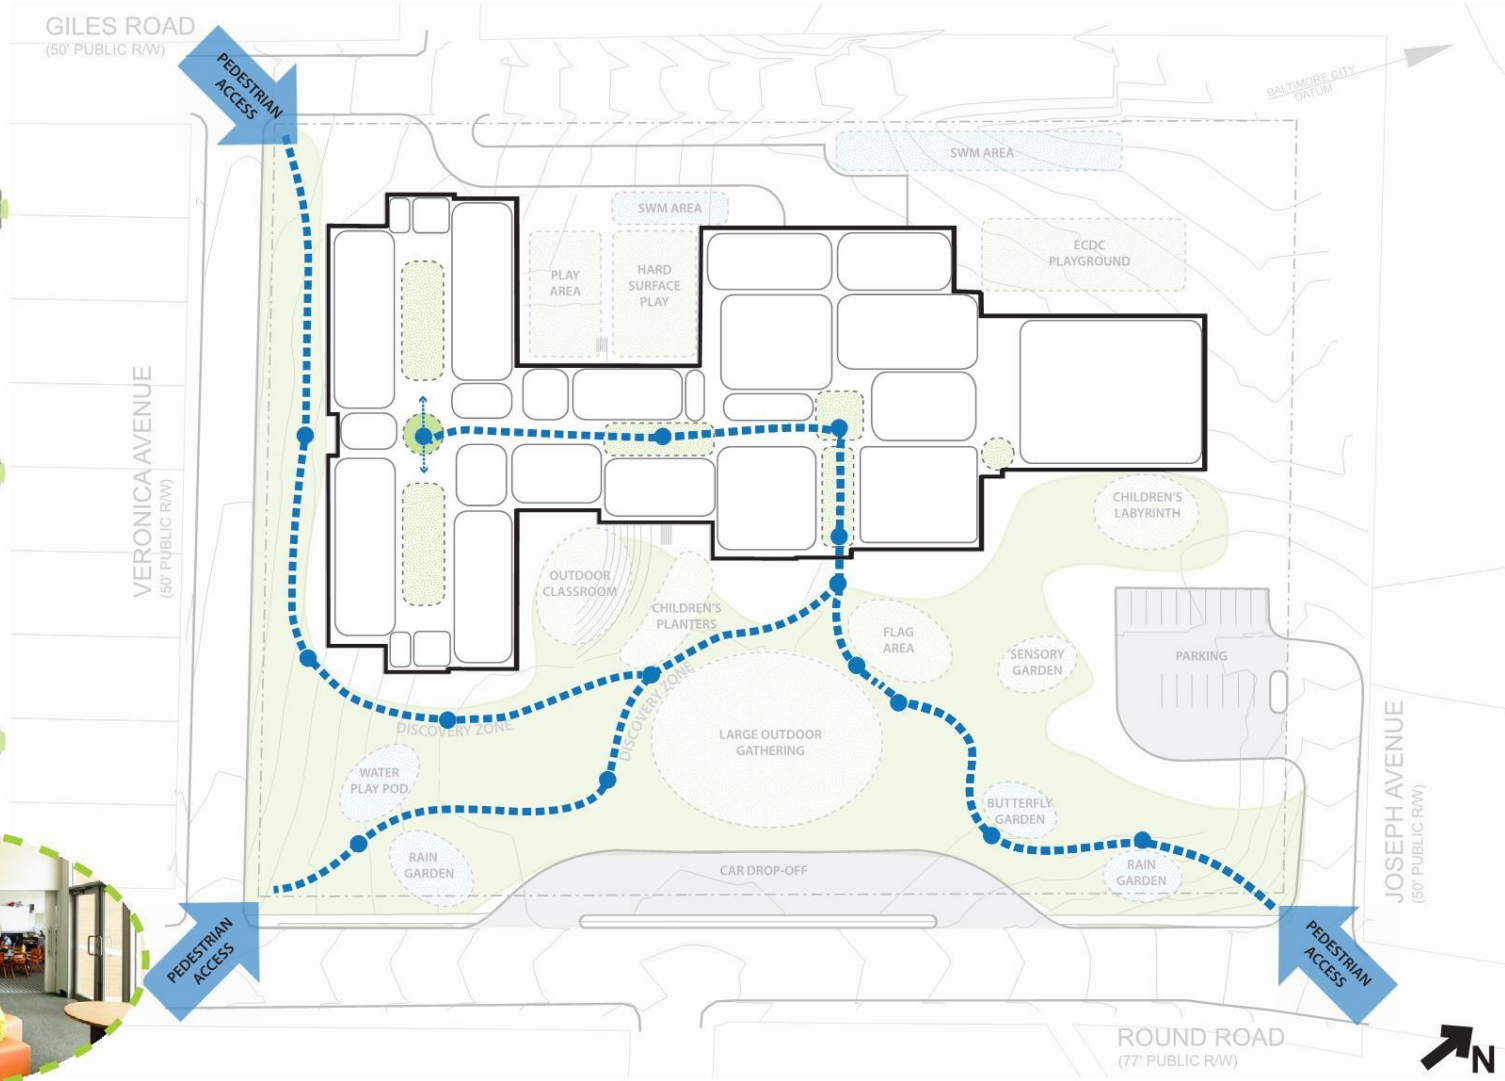 GILES ROAD
(50' PUBLIC R/W)
PEDESTRIAN
ACCESS
BALTIMORE CITY
DATUM
SWM AREA
SWM AREA
PLAY
AREA
HARD
SURFACE
PLAY
ECDC
PLAYGROUND
VERONICA AVENUE
(50' PUBLIC R/W)
CHILDREN'S
LABYRINTH
OUTDOOR
CLASSROOM
CHILDREN'S
PLANTERS
FLAG
AREA
SENSORY
GARDEN
PARKING
DISCOVERY ZONE
DISCOVERY ZONE
LARGE OUTDOOR
GATHERING
WATER
PLAY POD
BUTTERFLY
GARDEN
RAIN
GARDEN
CAR DROP-OFF
RAIN
GARDEN
JOSEPH AVENUE
(50' PUBLIC R/W)
PEDESTRIAN
ACCESS
PEDESTRIAN
ACCESS
ROUND ROAD
(77' PUBLIC R/W)
N